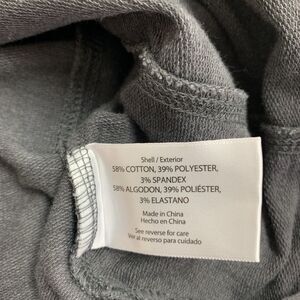 Shell / Exterior
58% COTTON, 39% POLYESTER,
3% SPANDEX
58% ALGODON, 39% POLIÉSTER,
3% ELASTANO
Made in China
Hecho en China
See reverse for care
Ver al reverso para cuidado